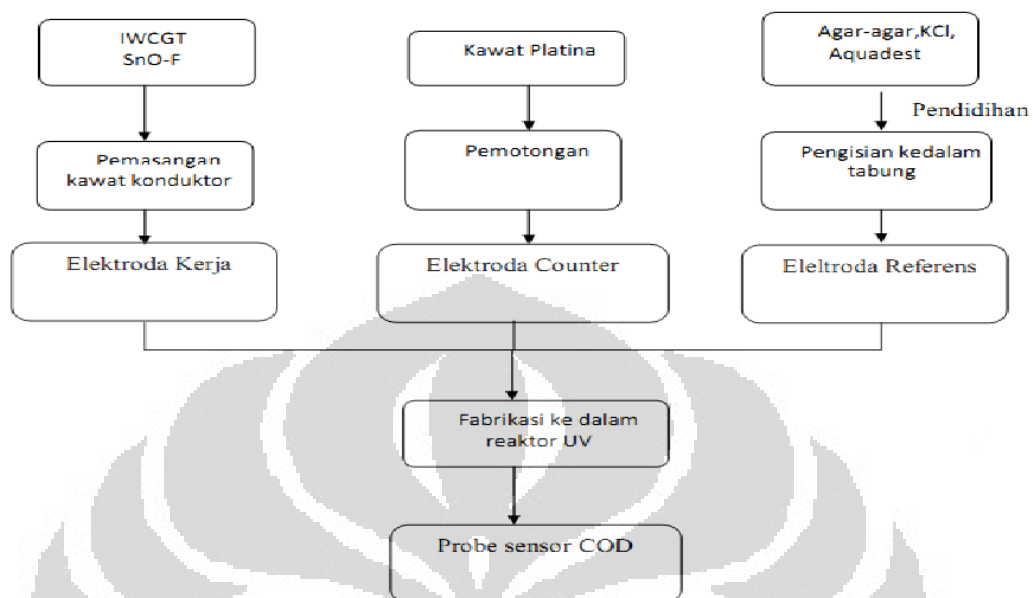 IWCGT
SnO-F
Kawat Platina
Agar-agar,KCl,
Aquadest
Pendidihan
Pemasangan
kawat konduktor
Pemotongan
Pengisian kedalam
tabung
Elektroda Kerja
Elektroda Counter
Eleltroda Referens
Fabrikasi ke dalam
reaktor UV
Probe sensor COD